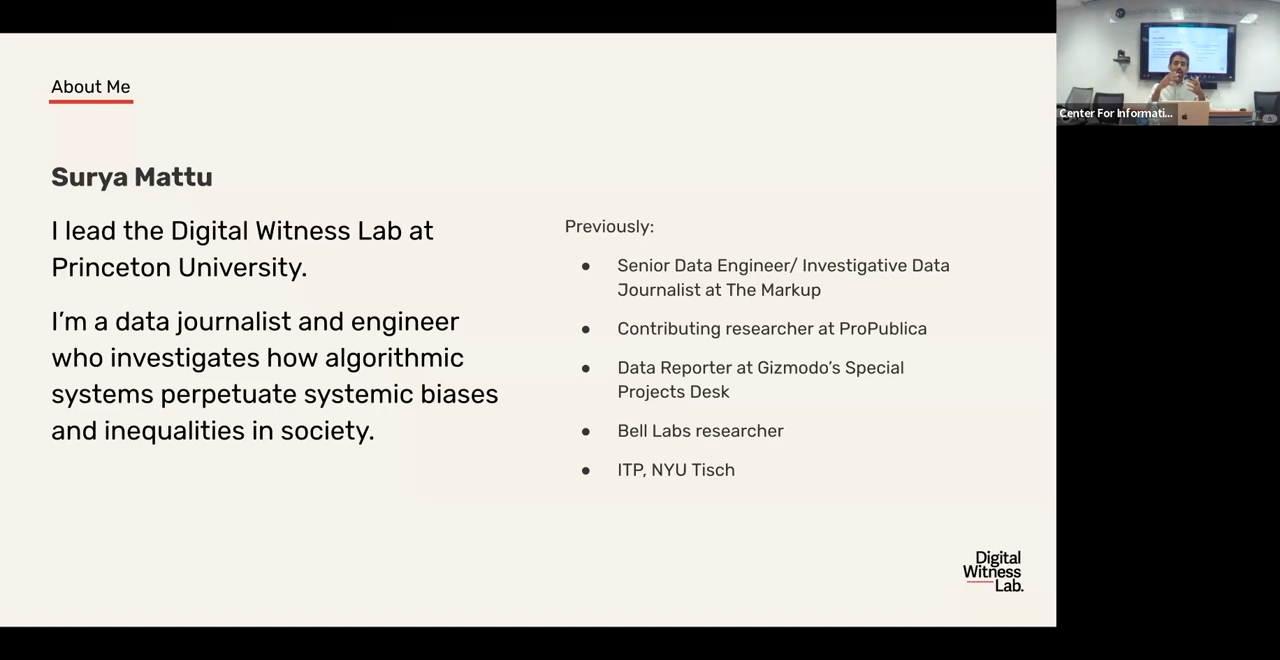 About Me
Surya Mattu
I lead the Digital Witness Lab at
Princeton University.
I’m a data journalist and engineer
who investigates how algorithmic
systems perpetuate systemic biases
and inequalities in society.
Previously:
● Senior Data Engineer/ Investigative Data
Journalist at The Markup
● Contributing researcher at ProPublica
● Data Reporter at Gizmodo’s Special
Projects Desk
● Bell Labs researcher
● ITP, NYU Tisch
Digital
Witness
Lab.
Center For Informati...